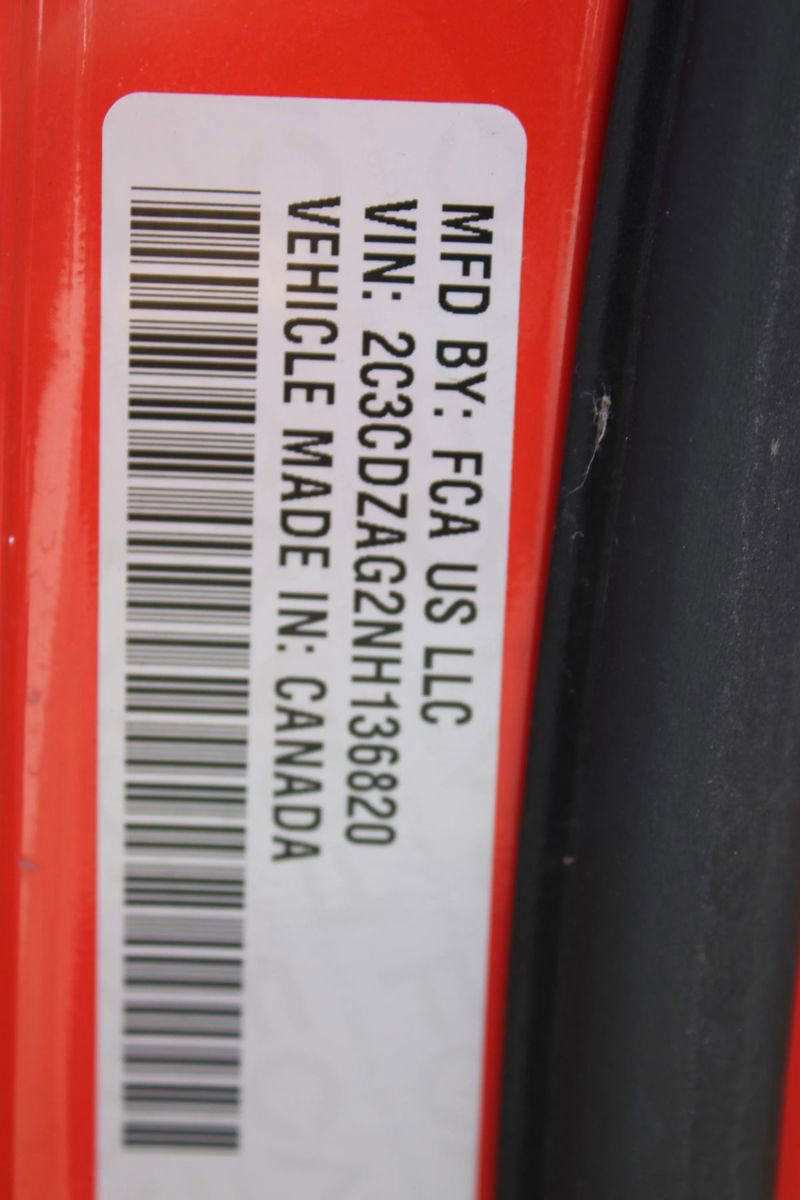 MFD BY: FCA US LLC
VIN: 2C3CDZAG2NH136820
VEHICLE MADE IN: CANADA